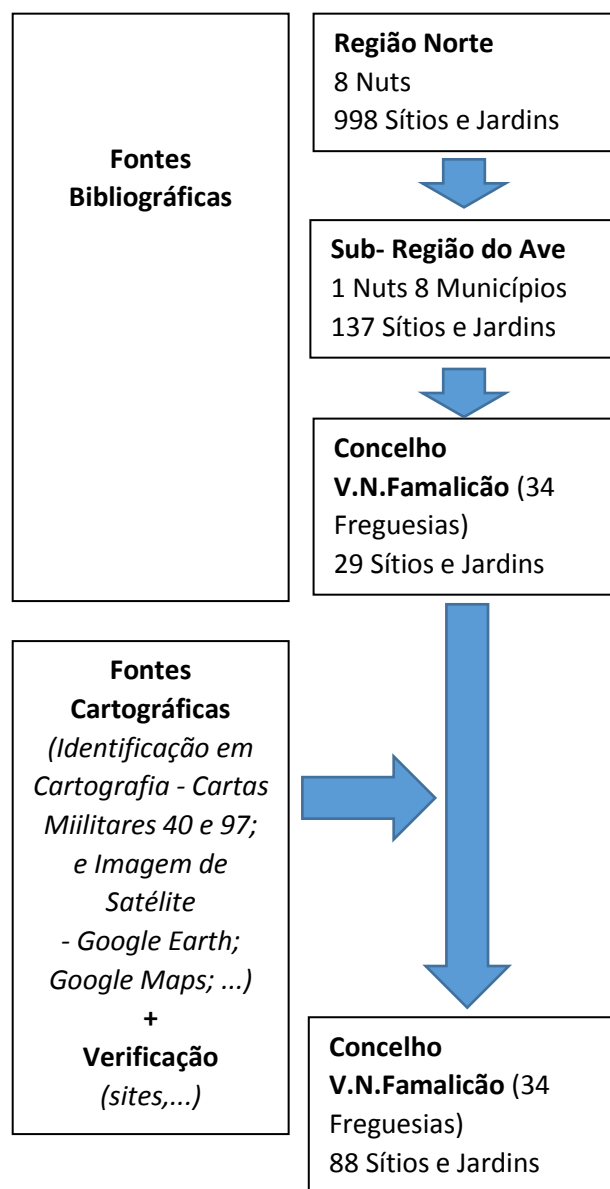 Fontes
Bibliográficas
Região Norte
8 Nuts
998 Sítios e Jardins
Sub- Região do Ave
1 Nuts 8 Municípios
137 Sítios e Jardins
Concelho
V.N.Famalicão (34
Freguesias)
29 Sítios e Jardins
Fontes
Cartográficas
(Identificação em
Cartografia - Cartas
Miilitares 40 e 97;
e Imagem de
Satélite
- Google Earth;
Google Maps; ...)
+
Verificação
(sites,...)
Concelho
V.N.Famalicão (34
Freguesias)
88 Sítios e Jardins